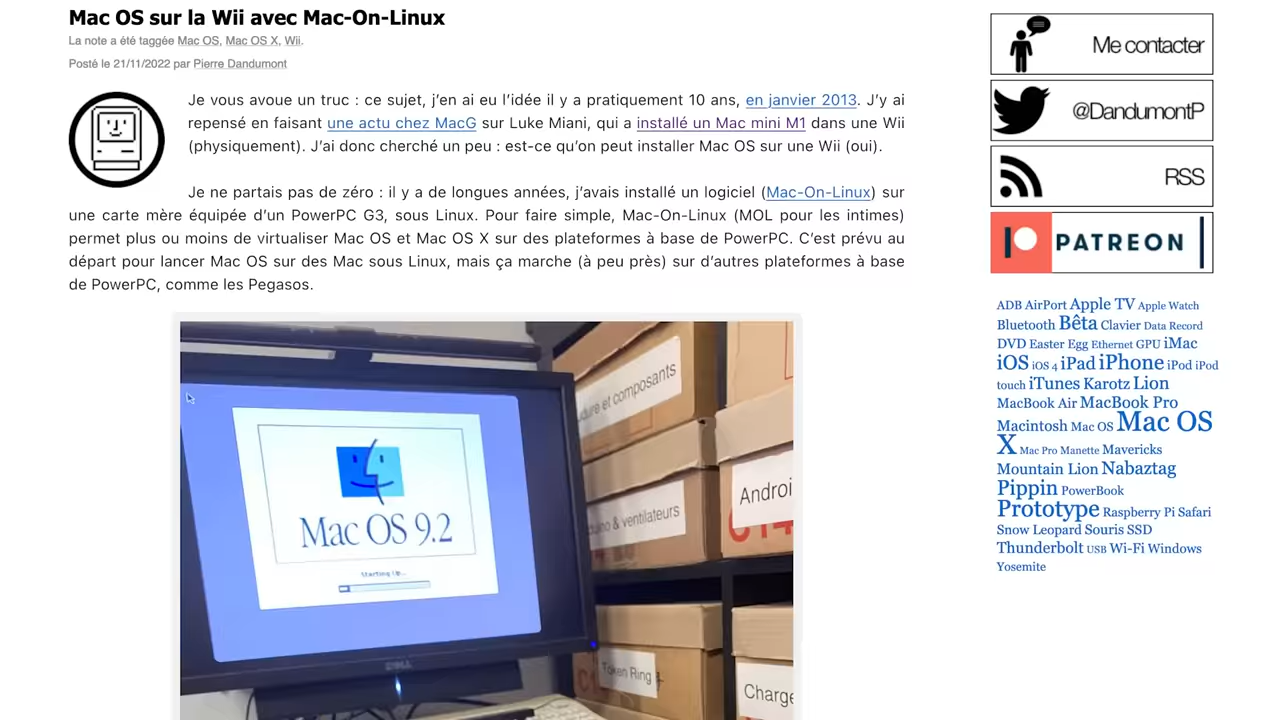 Mac OS sur la Wii avec Mac-On-Linux
La note a été taggée Mac OS, Mac OS X, Wii.
Posté le 21/11/2022 par Pierre Dandumont
Je vous avoue un truc : ce sujet, j’en ai eu l’idée il y a pratiquement 10 ans, en janvier 2013. J’y ai
repensé en faisant une actu chez MacG sur Luke Miani, qui a installé un Mac mini M1 dans une Wii
(physiquement). J’ai donc cherché un peu : est-ce qu’on peut installer Mac OS sur une Wii (oui).
Je ne partais pas de zéro : il y a de longues années, j’avais installé un logiciel (Mac-On-Linux) sur
une carte mère équipée d’un PowerPC G3, sous Linux. Pour faire simple, Mac-On-Linux (MOL pour les intimes)
permet plus ou moins de virtualiser Mac OS et Mac OS X sur des plateformes à base de PowerPC. C’est prévu au
départ pour lancer Mac OS sur des Mac sous Linux, mais ça marche (à peu près) sur d’autres plateformes à base
de PowerPC, comme les Pegasos.
Mac OS 9.2
Starting Up...
DELL
et composants
& ventilateurs
Token Ring
Me contacter
@DandumontP
RSS
PATREON
ADB AirPort Apple TV Apple Watch
Bluetooth Bêta Clavier Data Record
DVD Easter Egg Ethernet GPU iMac
iOS iOS 4 iPad iPhone iPod iPod
touch iTunes Karotz Lion
MacBook Air MacBook Pro
Macintosh Mac OS Mac OS
X Mac Pro Manette Mavericks
Mountain Lion Nabaztag
Pippin PowerBook
Prototype Raspberry Pi Safari
Snow Leopard Souris SSD
Thunderbolt USB Wi-Fi Windows
Yosemite